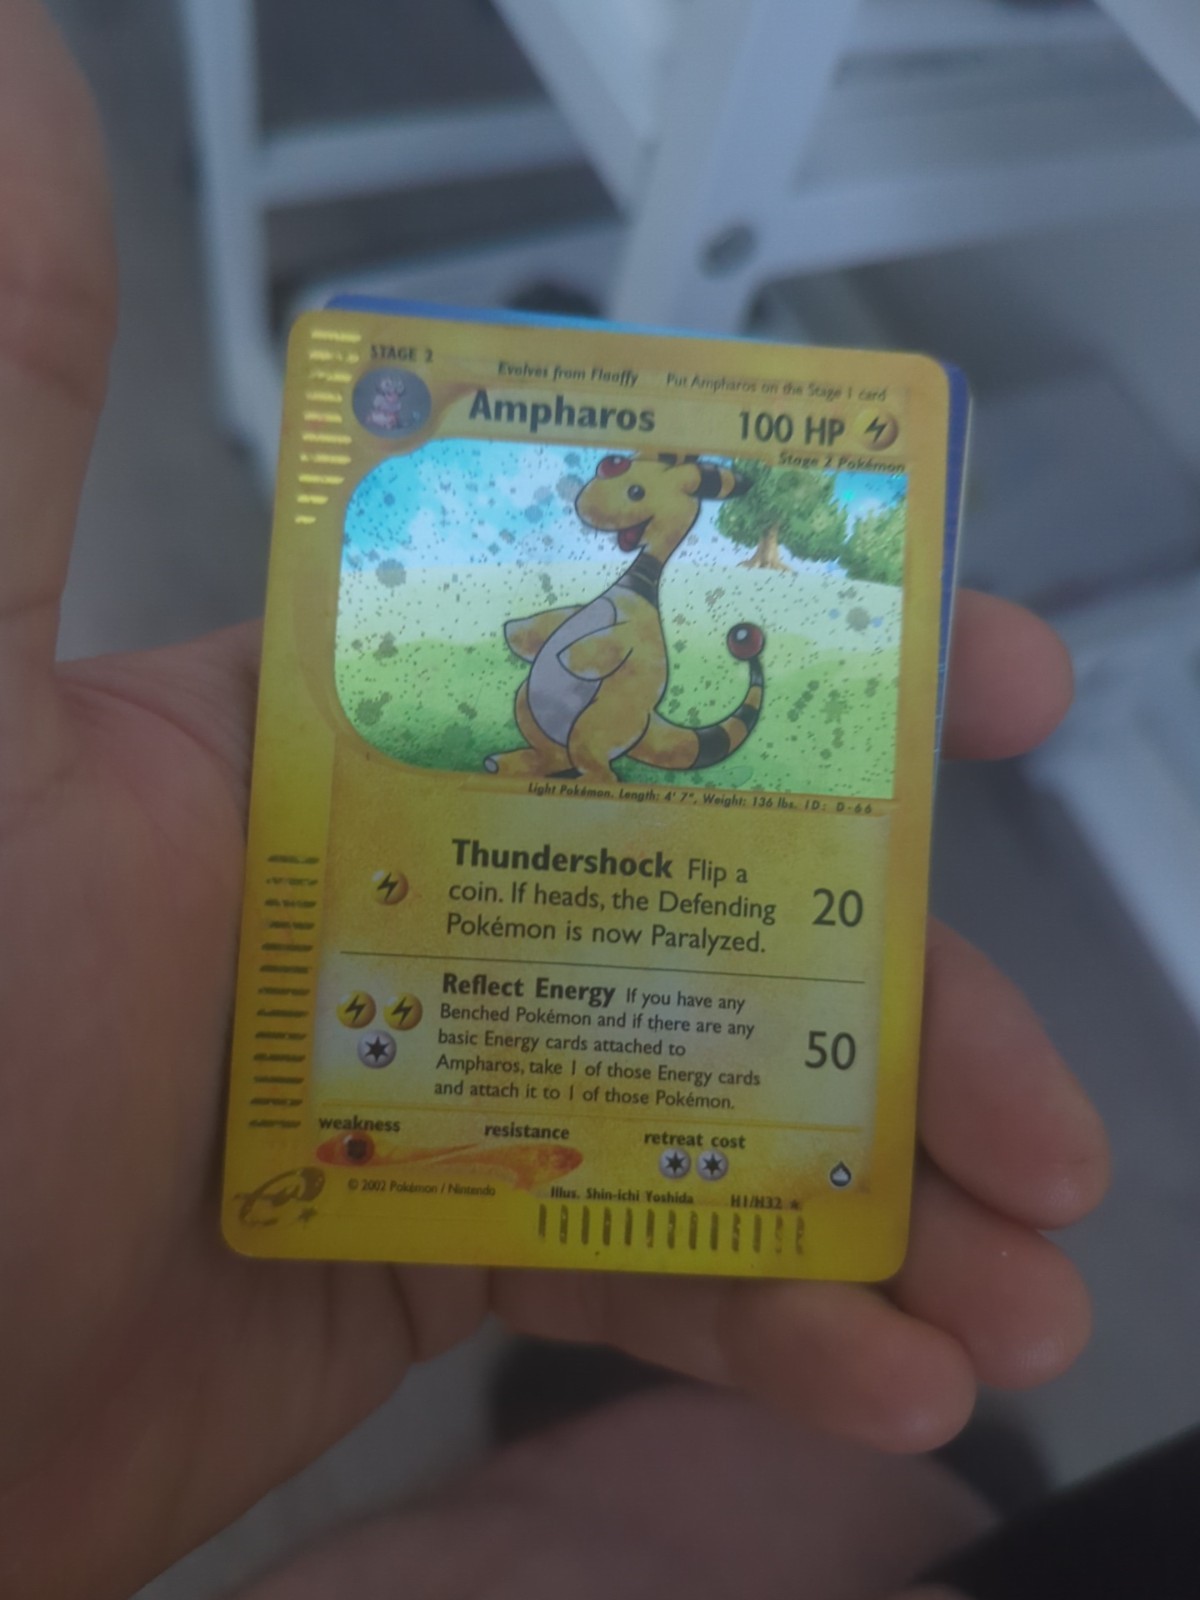 STAGE 2
Evolves from Flaaffy
Put Ampharos on the Stage 1 card
Ampharos
100 HP
Stage 2 Pokémon
Light Pokémon. Length: 4' 7", Weight: 136 lbs. ID: D-66
Thundershock Flip a
coin. If heads, the Defending
Pokémon is now Paralyzed.
20
Reflect Energy If you have any
Benched Pokémon and if there are any
basic Energy cards attached to
Ampharos, take 1 of those Energy cards
and attach it to 1 of those Pokémon.
50
weakness
resistance
retreat cost
© 2002 Pokémon / Nintendo
Illus. Shin-ichi Yoshida
H1/H32 ★